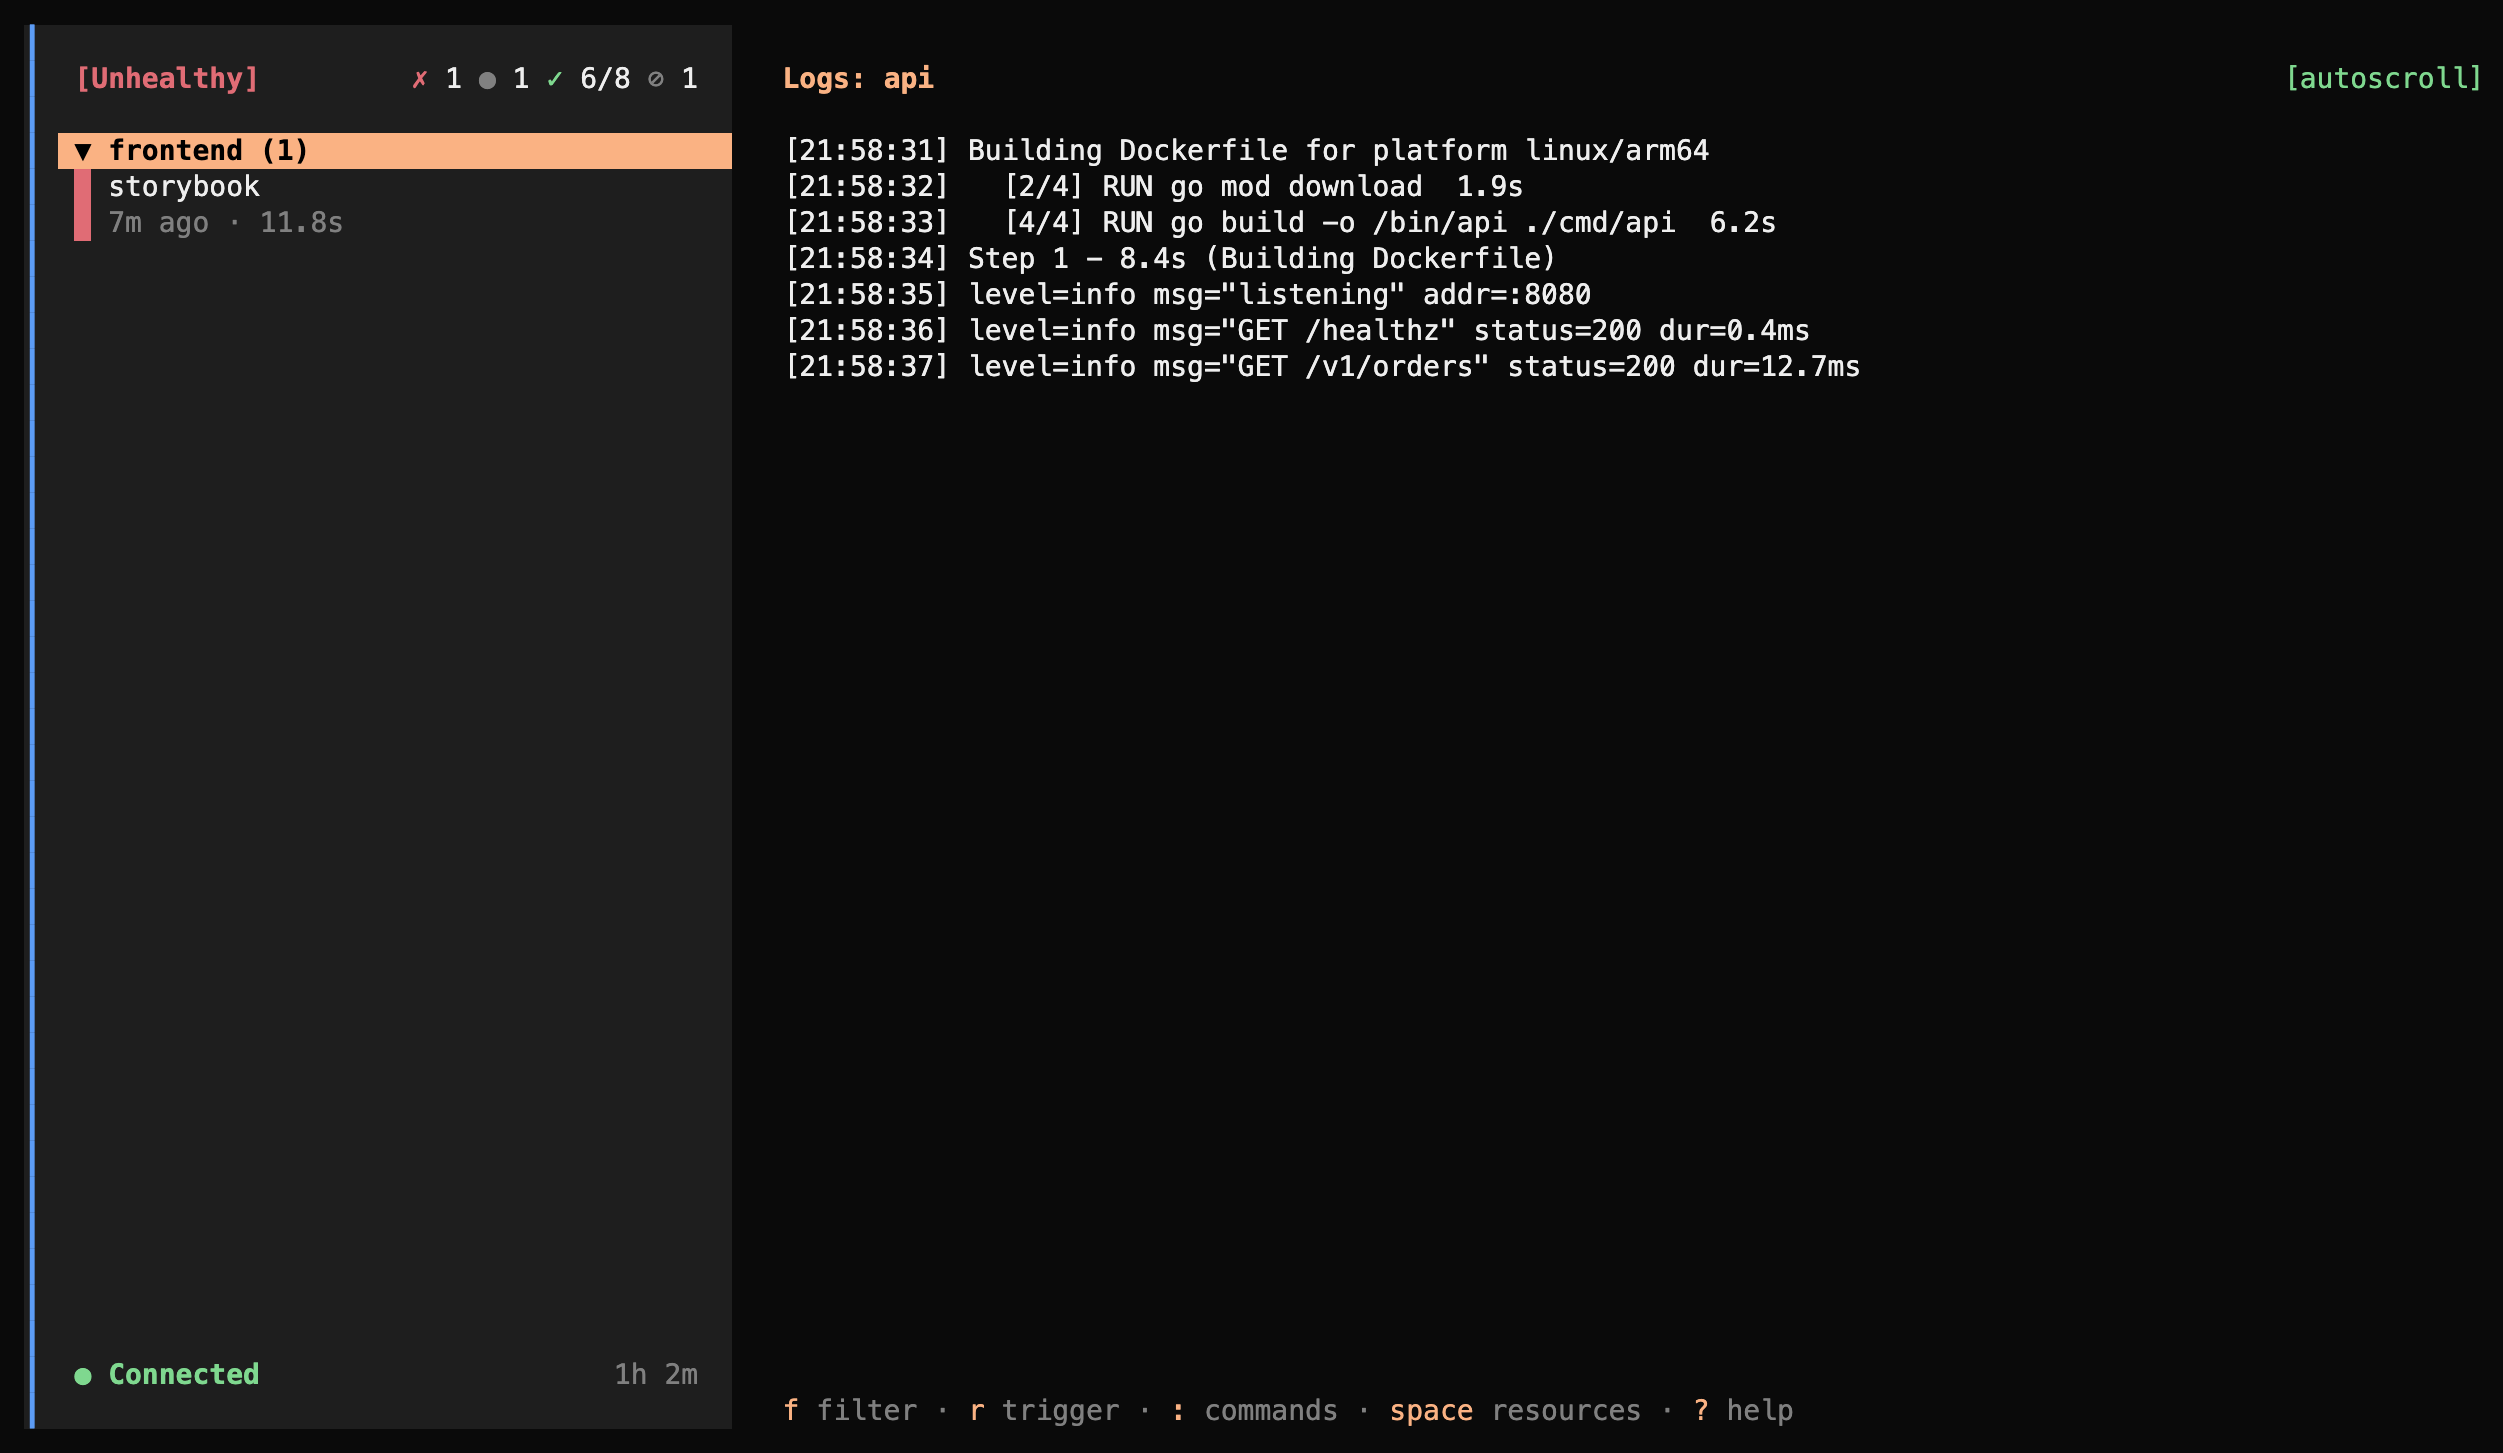 [Unhealthy] ✗ 1 ● 1 ✓ 6/8 ⊘ 1
▼ frontend (1)
storybook
7m ago · 11.8s
● Connected 1h 2m
Logs: api [autoscroll]
[21:58:31] Building Dockerfile for platform linux/arm64
[21:58:32]   [2/4] RUN go mod download  1.9s
[21:58:33]   [4/4] RUN go build -o /bin/api ./cmd/api  6.2s
[21:58:34] Step 1 - 8.4s (Building Dockerfile)
[21:58:35] level=info msg="listening" addr=:8080
[21:58:36] level=info msg="GET /healthz" status=200 dur=0.4ms
[21:58:37] level=info msg="GET /v1/orders" status=200 dur=12.7ms
f filter · r trigger · : commands · space resources · ? help